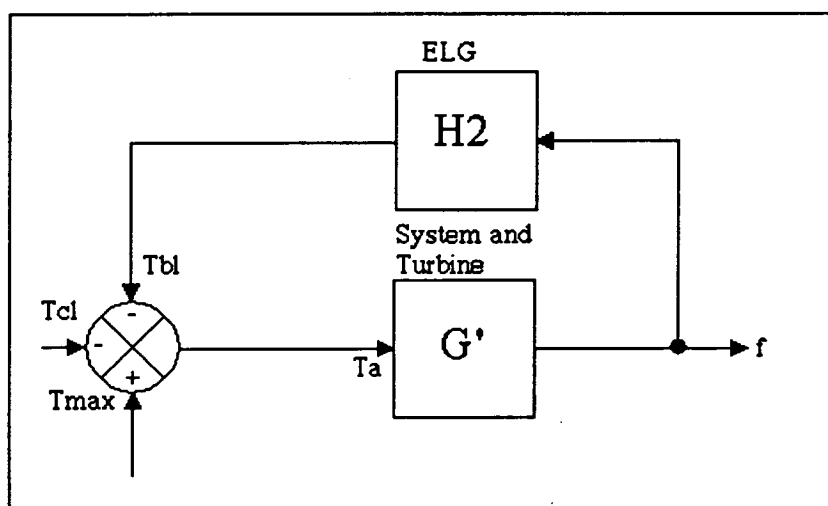 ELG
H2
System and
Turbine
Tbl
Tcl
-
-
+
Tmax
Ta
G'
f